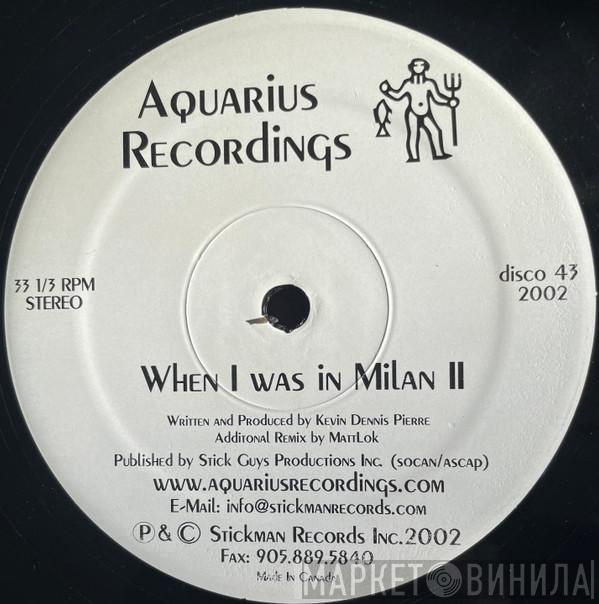 Aquarius
Recordings
33 1/3 RPM
STEREO
disco 43
2002
When I was in Milan II
Written and Produced by Kevin Dennis Pierre
Additonal Remix by MattLok
Published by Stick Guys Productions Inc. (socan/ascap)
www.aquariusrecordings.com
E-Mail: info@stickmanrecords.com
℗ & © Stickman Records Inc.2002
Fax: 905.889.5840
Made In Canada
МАРКЕТ ВИНИЛА